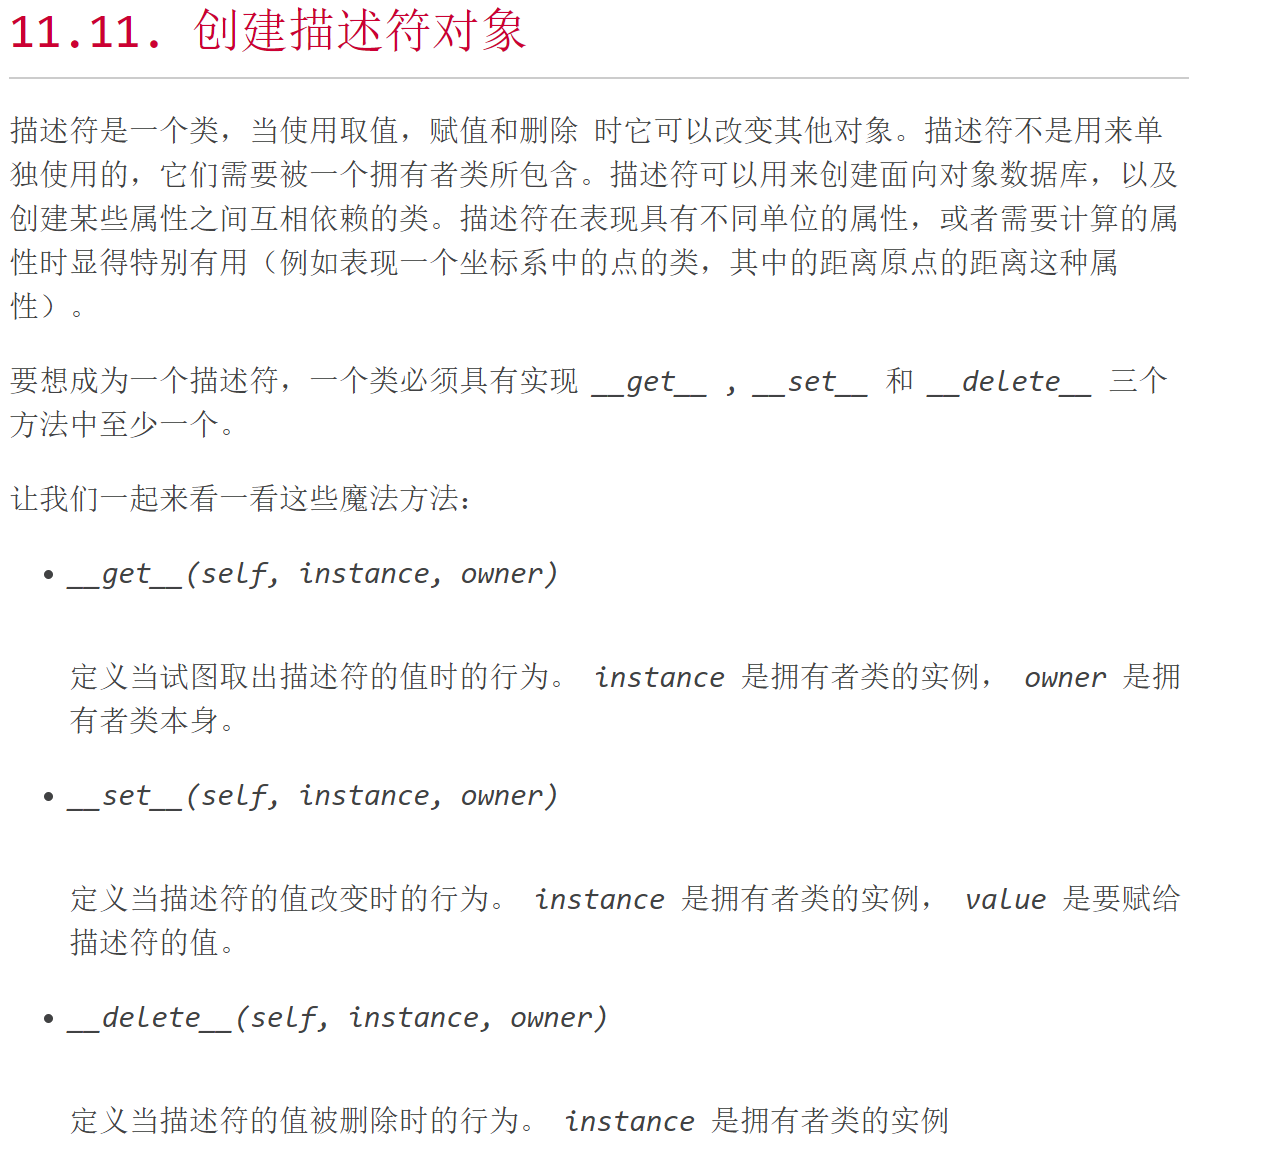 11.11. 创建描述符对象
描述符是一个类，当使用取值，赋值和删除 时它可以改变其他对象。描述符不是用来单
独使用的，它们需要被一个拥有者类所包含。描述符可以用来创建面向对象数据库，以及
创建某些属性之间互相依赖的类。描述符在表现具有不同单位的属性，或者需要计算的属
性时显得特别有用（例如表现一个坐标系中的点的类，其中的距离原点的距离这种属
性）。
要想成为一个描述符，一个类必须具有实现 __get__ , __set__ 和 __delete__ 三个
方法中至少一个。
让我们一起来看一看这些魔法方法：
• __get__(self, instance, owner)
定义当试图取出描述符的值时的行为。 instance 是拥有者类的实例， owner 是拥
有者类本身。
• __set__(self, instance, owner)
定义当描述符的值改变时的行为。 instance 是拥有者类的实例， value 是要赋给
描述符的值。
• __delete__(self, instance, owner)
定义当描述符的值被删除时的行为。 instance 是拥有者类的实例